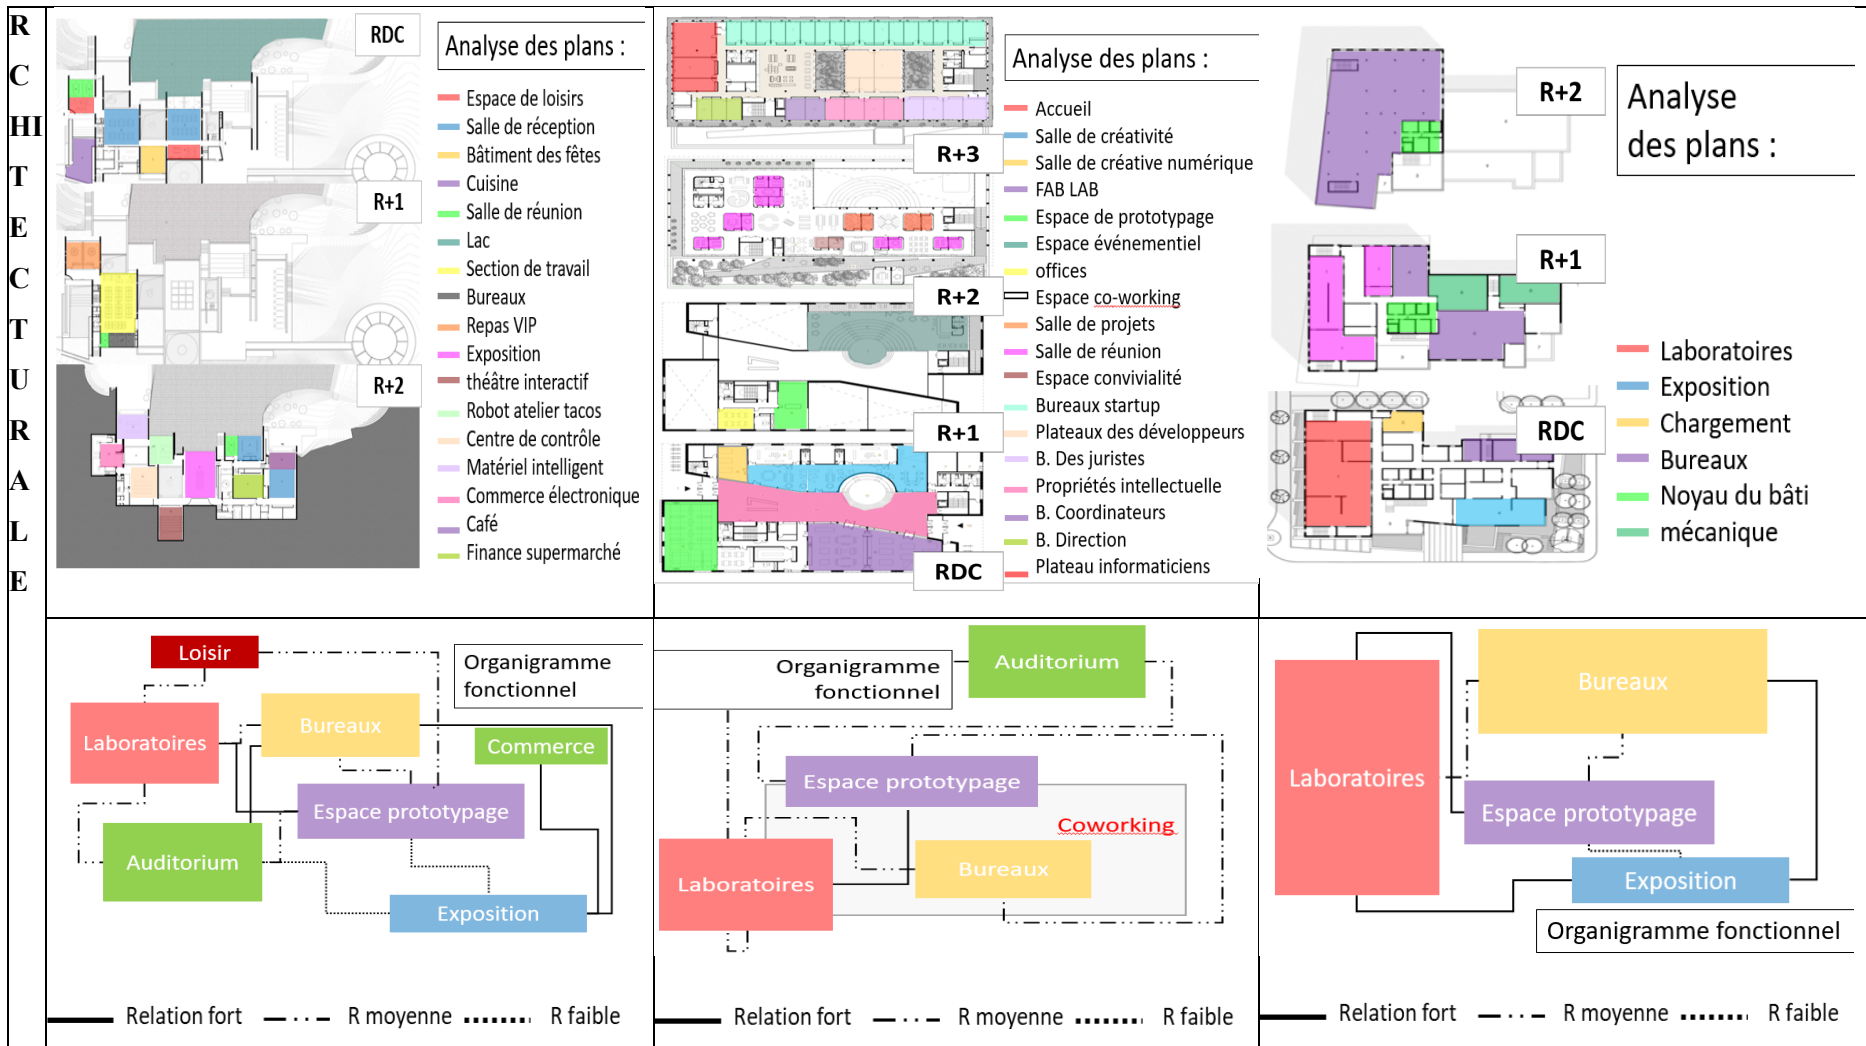 R
C
HI
T
E
C
T
U
R
A
L
E
RDC
R+1
R+2
Analyse des plans :
Espace de loisirs
Salle de réception
Bâtiment des fêtes
Cuisine
Salle de réunion
Lac
Section de travail
Bureaux
Repas VIP
Exposition
théâtre interactif
Robot atelier tacos
Centre de contrôle
Matériel intelligent
Commerce électronique
Café
Finance supermarché
R+3
R+2
R+1
RDC
Analyse des plans :
Accueil
Salle de créativité
Salle de créative numérique
FAB LAB
Espace de prototypage
Espace événementiel
offices
Espace co-working
Salle de projets
Salle de réunion
Espace convivialité
Bureaux startup
Plateaux des développeurs
B. Des juristes
Propriétés intellectuelle
B. Coordinateurs
B. Direction
Plateau informaticiens
R+2
R+1
RDC
Analyse
des plans :
Laboratoires
Exposition
Chargement
Bureaux
Noyau du bâti
mécanique
Loisir
Organigramme
fonctionnel
Laboratoires
Bureaux
Commerce
Espace prototypage
Auditorium
Exposition
Relation fort
R moyenne
R faible
Organigramme
fonctionnel
Auditorium
Espace prototypage
Coworking
Laboratoires
Bureaux
Relation fort
R moyenne
R faible
Bureaux
Laboratoires
Espace prototypage
Exposition
Organigramme fonctionnel
Relation fort
R moyenne
R faible